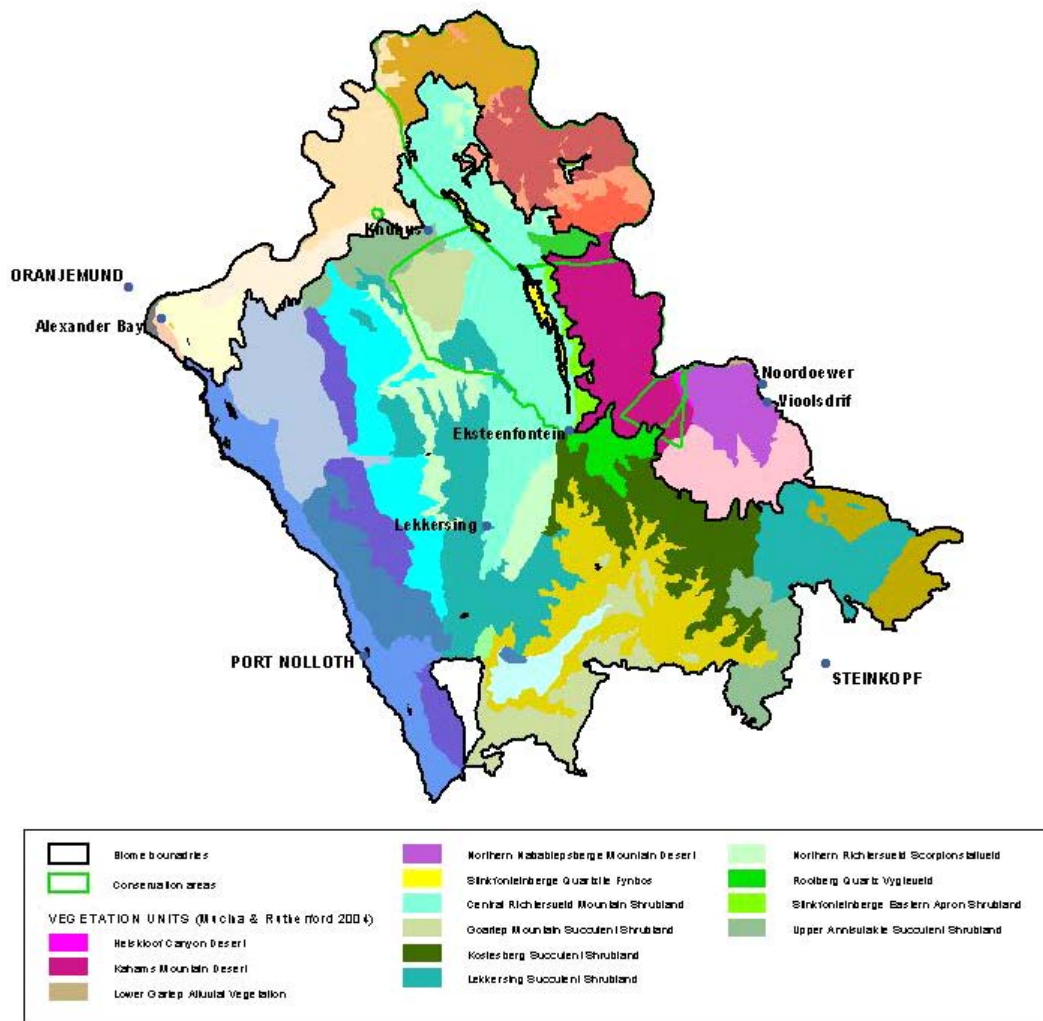 ORANJEMUND
Alexander Bay
Khubus
Noordoewer
Vioolsdrif
Eksteenfontein
Lekkersing
PORT NOLLOTH
STEINKOPF
Biome bounadries
Conservation areas
VEGETATION UNITS (Mucina & Rutherford 2004)
Helskloof Canyon Desert
Kahams Mountain Desert
Lower Gariep Alluvial Vegetation
Northern Nababiepsberge Mountain Desert
Stinkfonteinberge Quartzite Fynbos
Central Richtersveld Mountain Shrubland
Goariep Mountain Succulent Shrubland
Kosiesberg Succulent Shrubland
Lekkersing Succulent Shrubland
Northern Richtersveld Scorpionstailveld
Rooiberg Quartz Vygieveld
Stinkfonteinberge Eastern Apron Shrubland
Upper Annisvlakte Succulent Shrubland